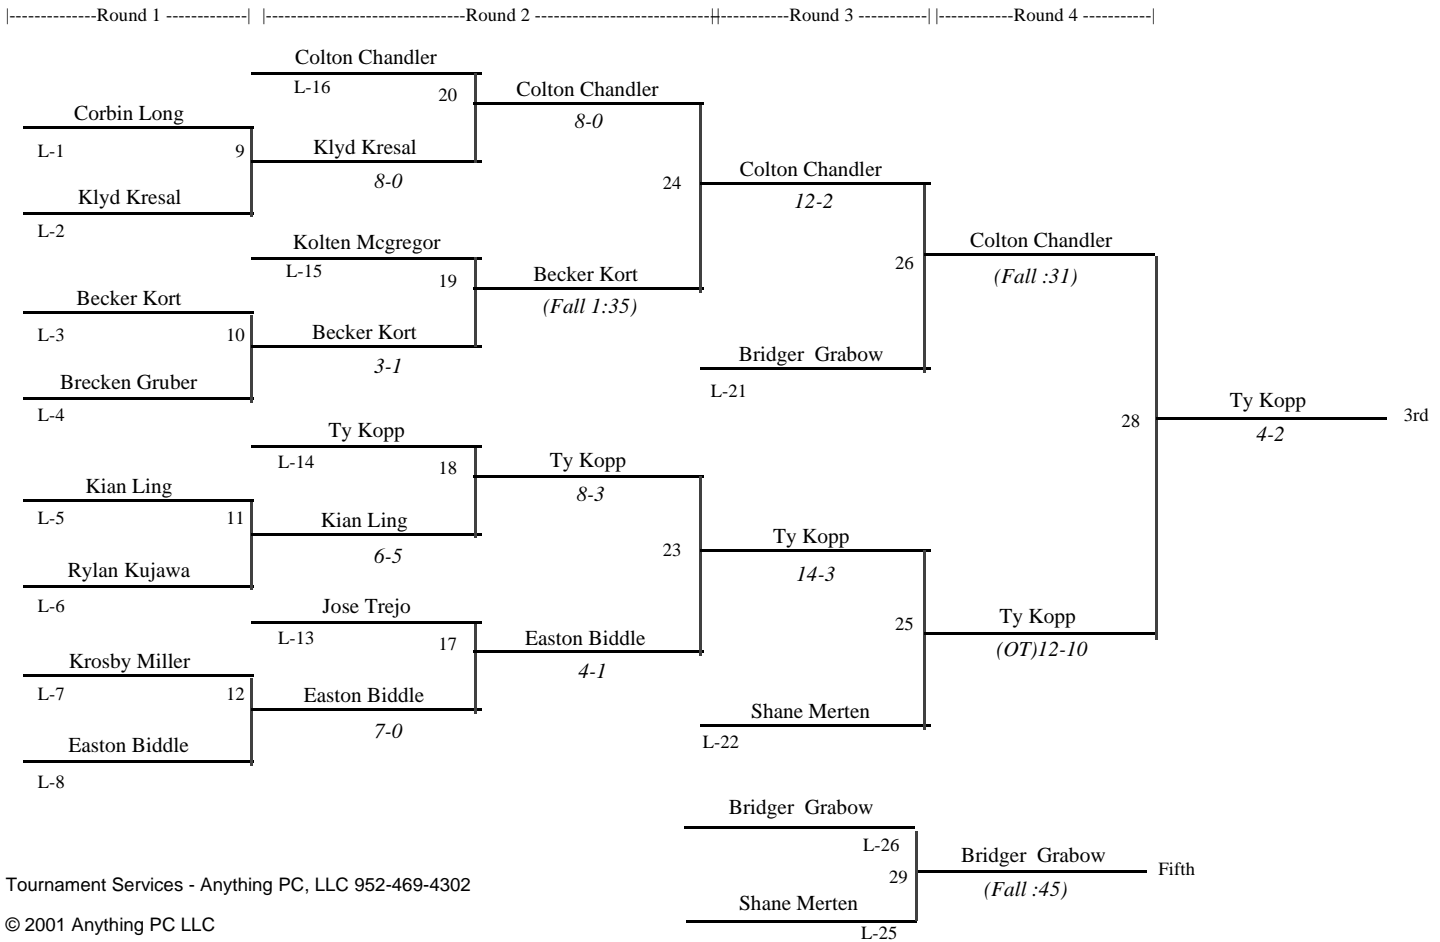 |---------------Round 1 --------------| |----------------------------------Round 2 -------------------------------||------------Round 3 ------------||-------------Round 4 ------------|
Colton Chandler
L-16
20
Colton Chandler
8-0
Corbin Long
L-1
9
Klyd Kresal
8-0
Klyd Kresal
L-2
24
Colton Chandler
12-2
Kolten Mcgregor
L-15
19
Becker Kort
(Fall 1:35)
Becker Kort
L-3
10
Becker Kort
3-1
Brecken Gruber
L-4
26
Colton Chandler
(Fall :31)
Bridger  Grabow
L-21
Ty Kopp
L-14
18
Ty Kopp
8-3
Kian Ling
L-5
11
Kian Ling
6-5
Rylan Kujawa
L-6
23
Ty Kopp
14-3
28
Ty Kopp
4-2
3rd
Jose Trejo
L-13
17
Easton Biddle
4-1
Krosby Miller
L-7
12
Easton Biddle
7-0
Easton Biddle
L-8
25
Ty Kopp
(OT)12-10
Shane Merten
L-22
Bridger  Grabow
L-26
29
Bridger  Grabow
(Fall :45)
Fifth
Shane Merten
L-25
Tournament Services - Anything PC, LLC 952-469-4302
© 2001 Anything PC LLC